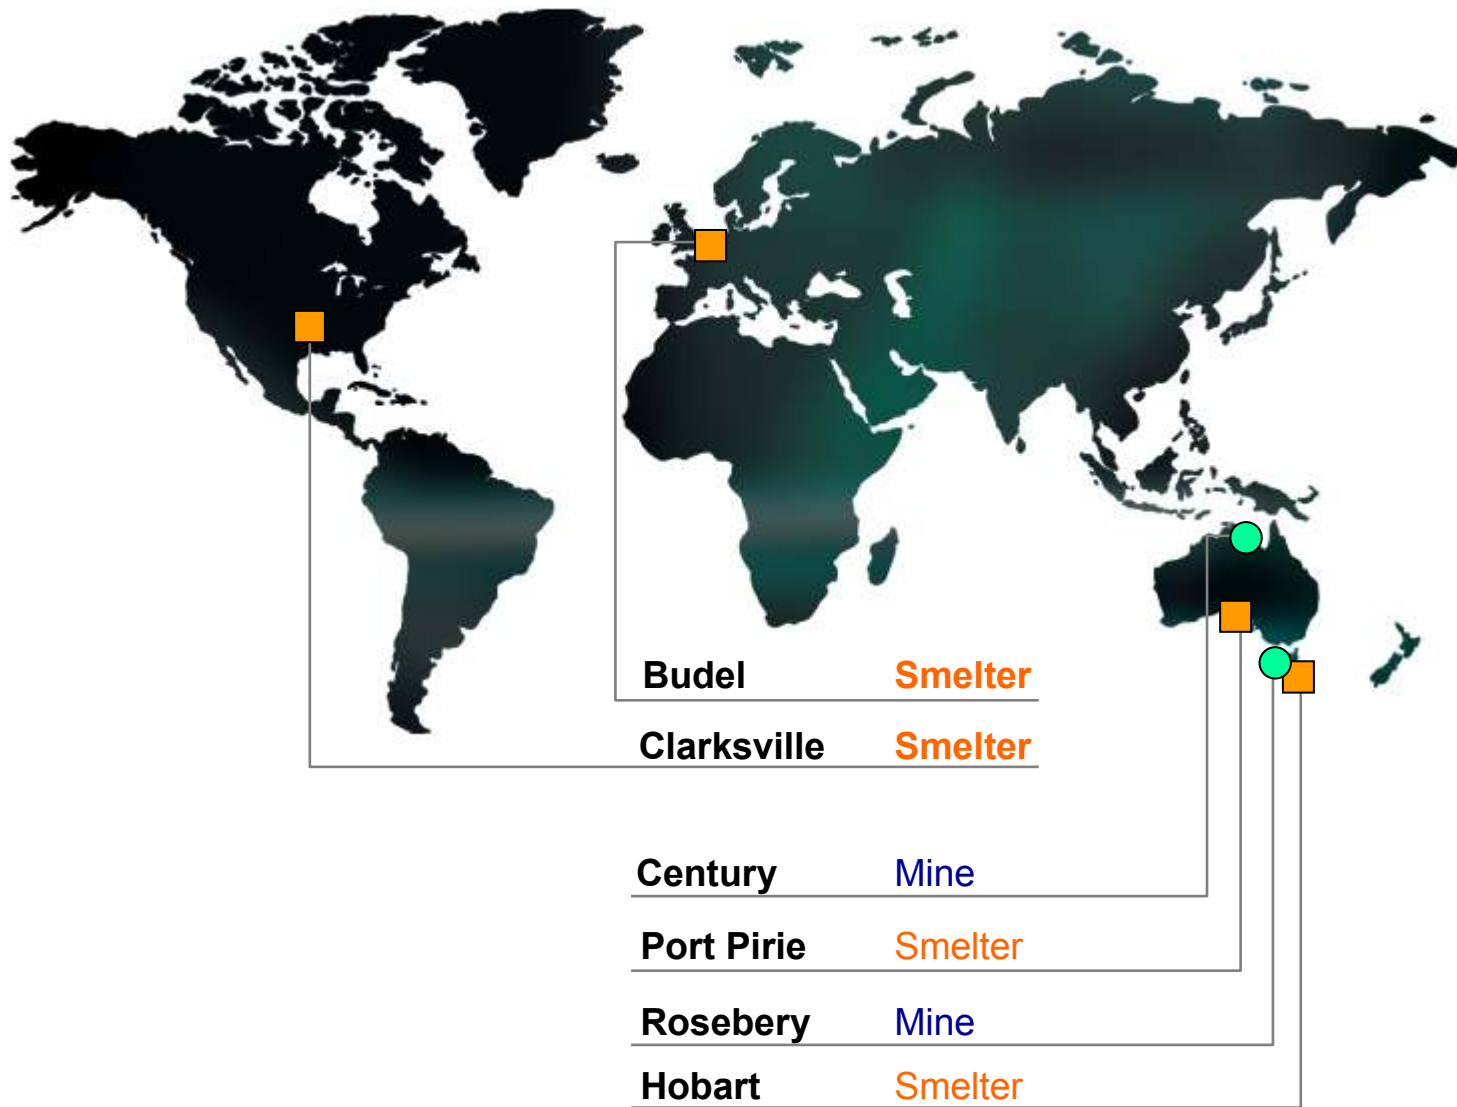 Budel Smelter
Clarksville Smelter
Century Mine
Port Pirie Smelter
Rosebery Mine
Hobart Smelter